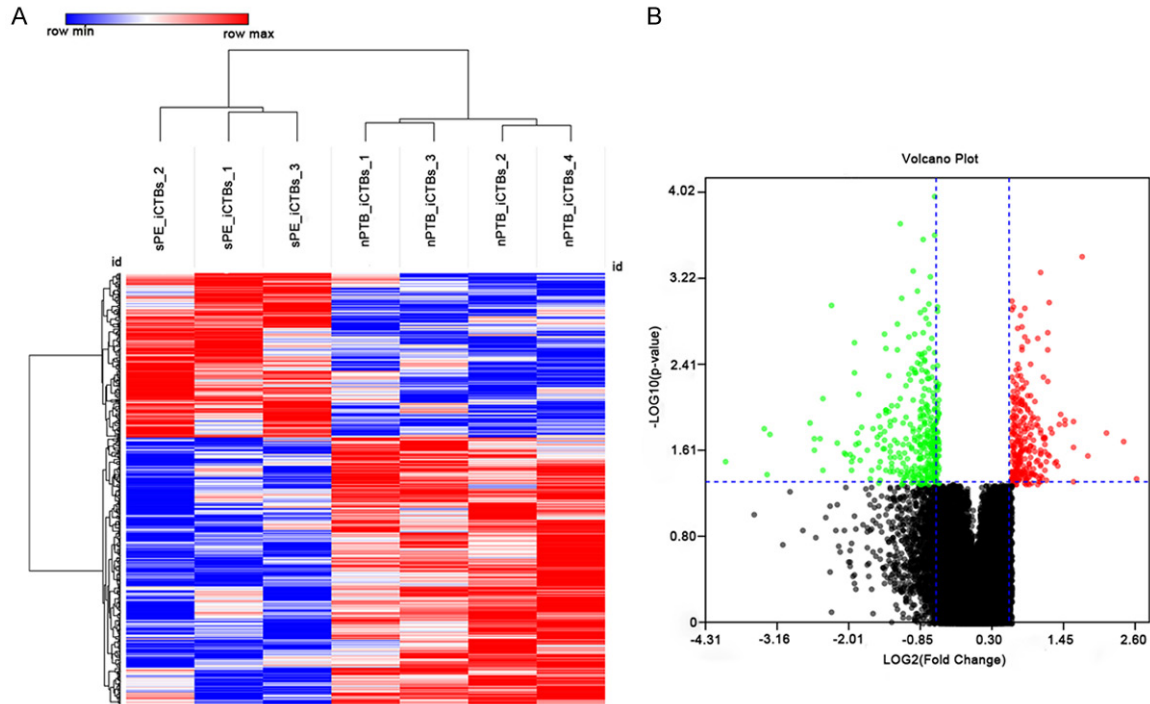 A
row min row max
sPE_iCTBs_2
sPE_iCTBs_1
sPE_iCTBs_3
nPTB_iCTBs_1
nPTB_iCTBs_3
nPTB_iCTBs_2
nPTB_iCTBs_4
id id
B
Volcano Plot
4.02
3.22
2.41
1.61
0.80
0
-LOG10(p-value)
-4.31 -3.16 -2.01 -0.85 0.30 1.45 2.60
LOG2(Fold Change)